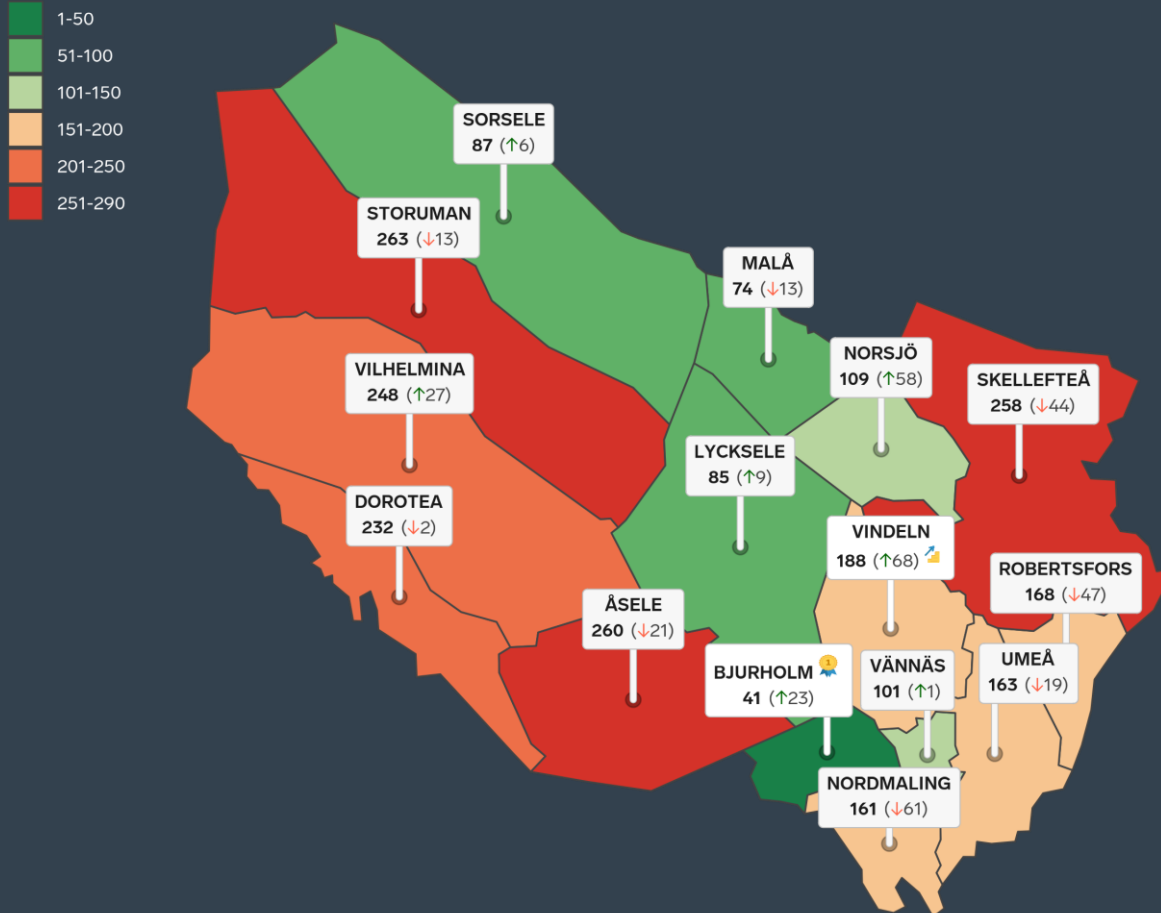 1-50
51-100
101-150
151-200
201-250
251-290
SORSELE
87 (↑6)
STORUMAN
263 (↓13)
MALÅ
74 (↓13)
NORSJÖ
109 (↑58)
VILHELMINA
248 (↑27)
SKELLEFTEÅ
258 (↓44)
LYCKSELE
85 (↑9)
DOROTEA
232 (↓2)
VINDELN
188 (↑68)
ROBERTSFORS
168 (↓47)
ÅSELE
260 (↓21)
BJURHOLM 1
41 (↑23)
VÄNNÄS
101 (↑1)
UMEÅ
163 (↓19)
NORDMALING
161 (↓61)